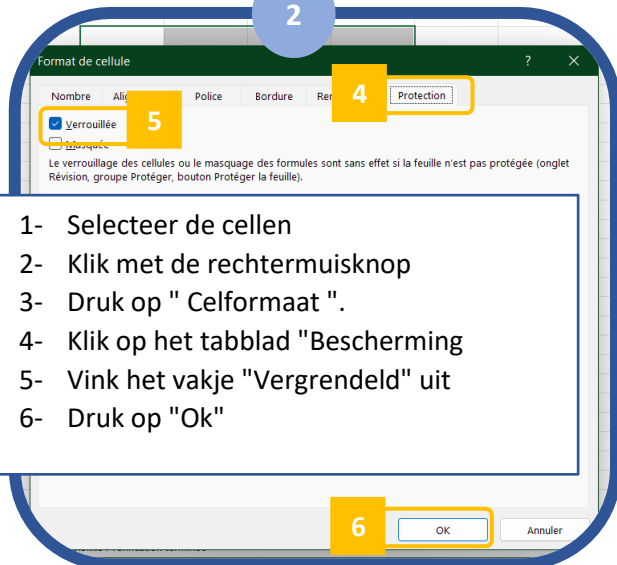 2
Format de cellule ? ×
Nombre Police Bordure 4 Protection
Verrouillée 5
Masquée
Le verrouillage des cellules ou le masquage des formules sont sans effet si la feuille n'est pas protégée (onglet
Révision, groupe Protéger, bouton Protéger la feuille).
1- Selecteer de cellen
2- Klik met de rechtermuisknop
3- Druk op " Celformaat ".
4- Klik op het tabblad "Bescherming
5- Vink het vakje "Vergrendeld" uit
6- Druk op "Ok"
6 OK Annuler